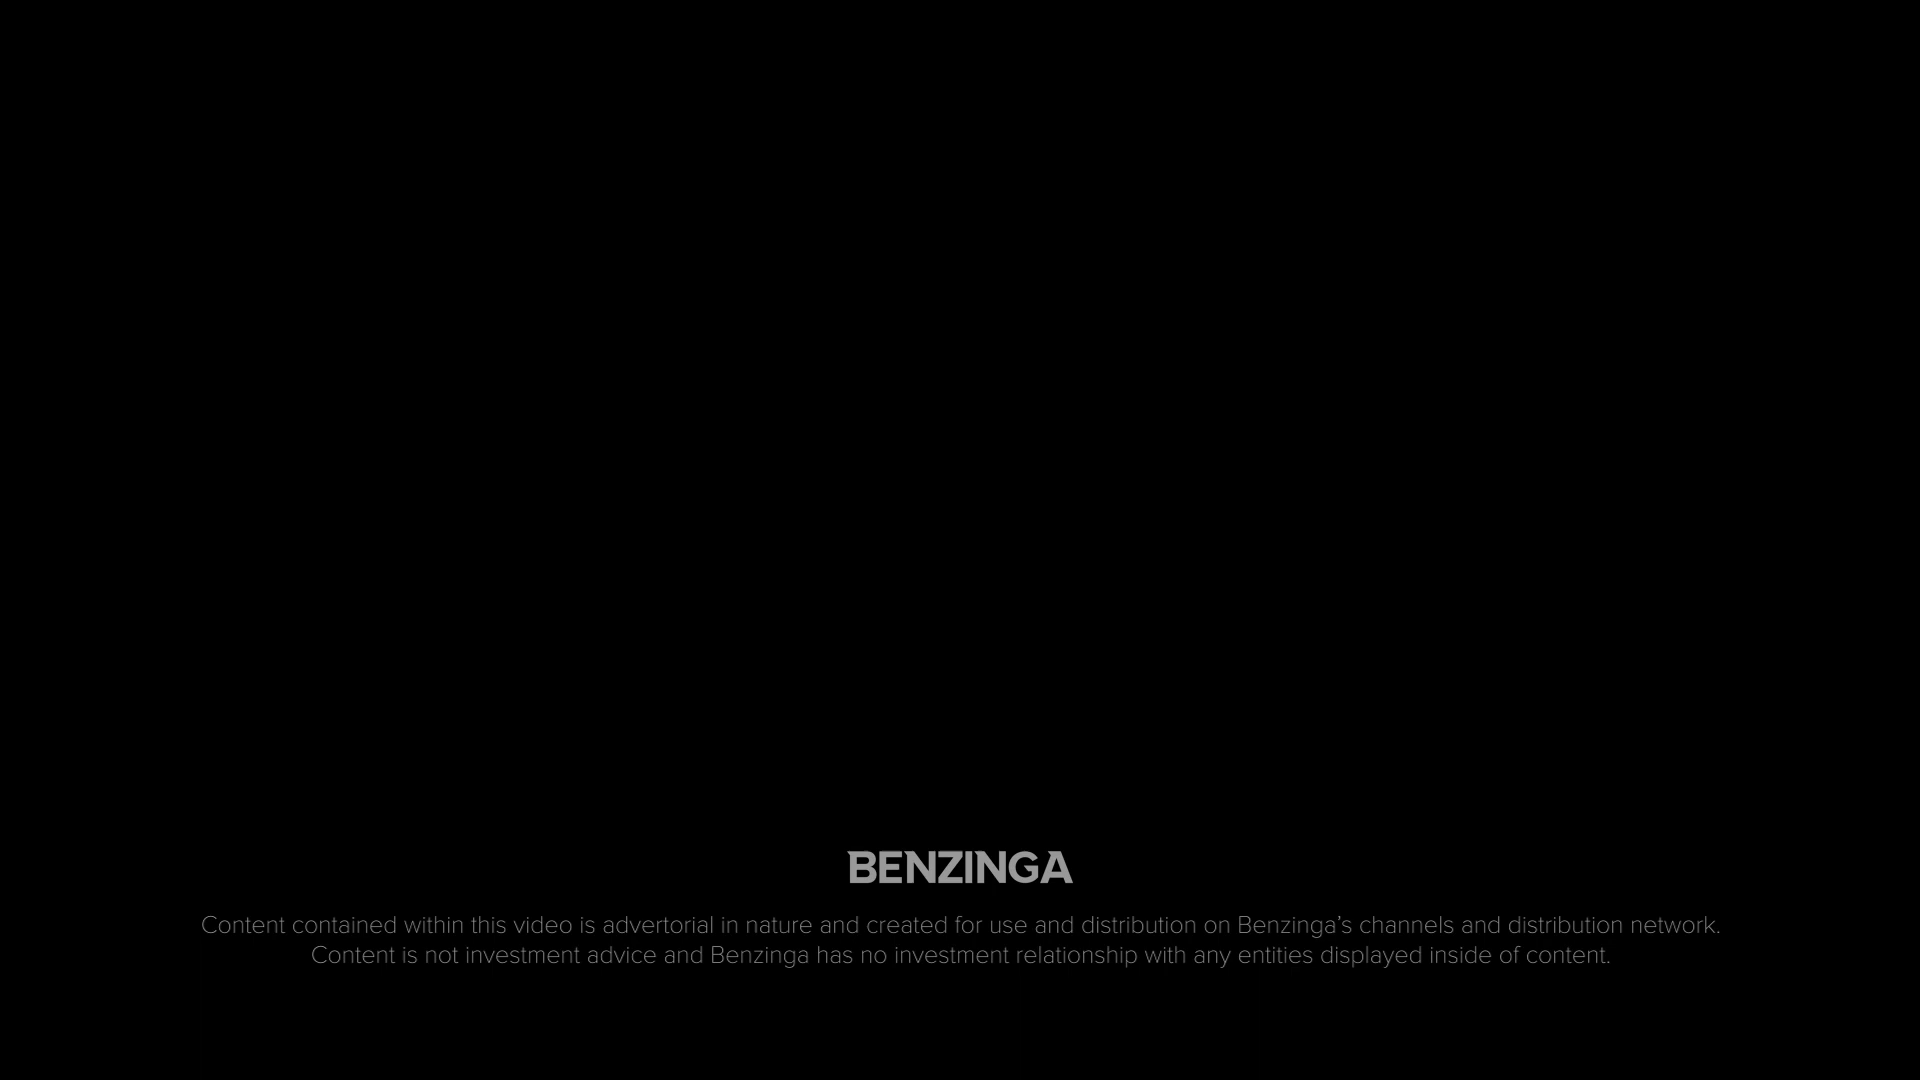 BENZINGA
Content contained within this video is advertorial in nature and created for use and distribution on Benzinga’s channels and distribution network.
Content is not investment advice and Benzinga has no investment relationship with any entities displayed inside of content.